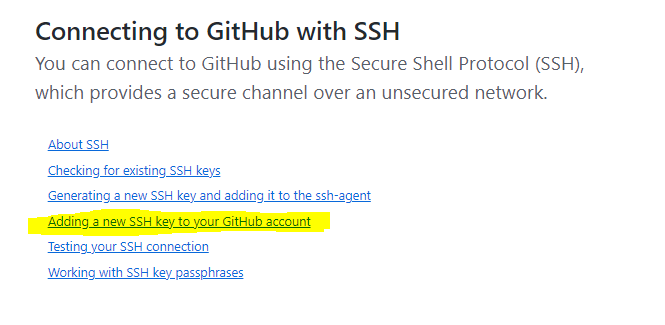 Connecting to GitHub with SSH
You can connect to GitHub using the Secure Shell Protocol (SSH),
which provides a secure channel over an unsecured network.
About SSH
Checking for existing SSH keys
Generating a new SSH key and adding it to the ssh-agent
Adding a new SSH key to your GitHub account
Testing your SSH connection
Working with SSH key passphrases